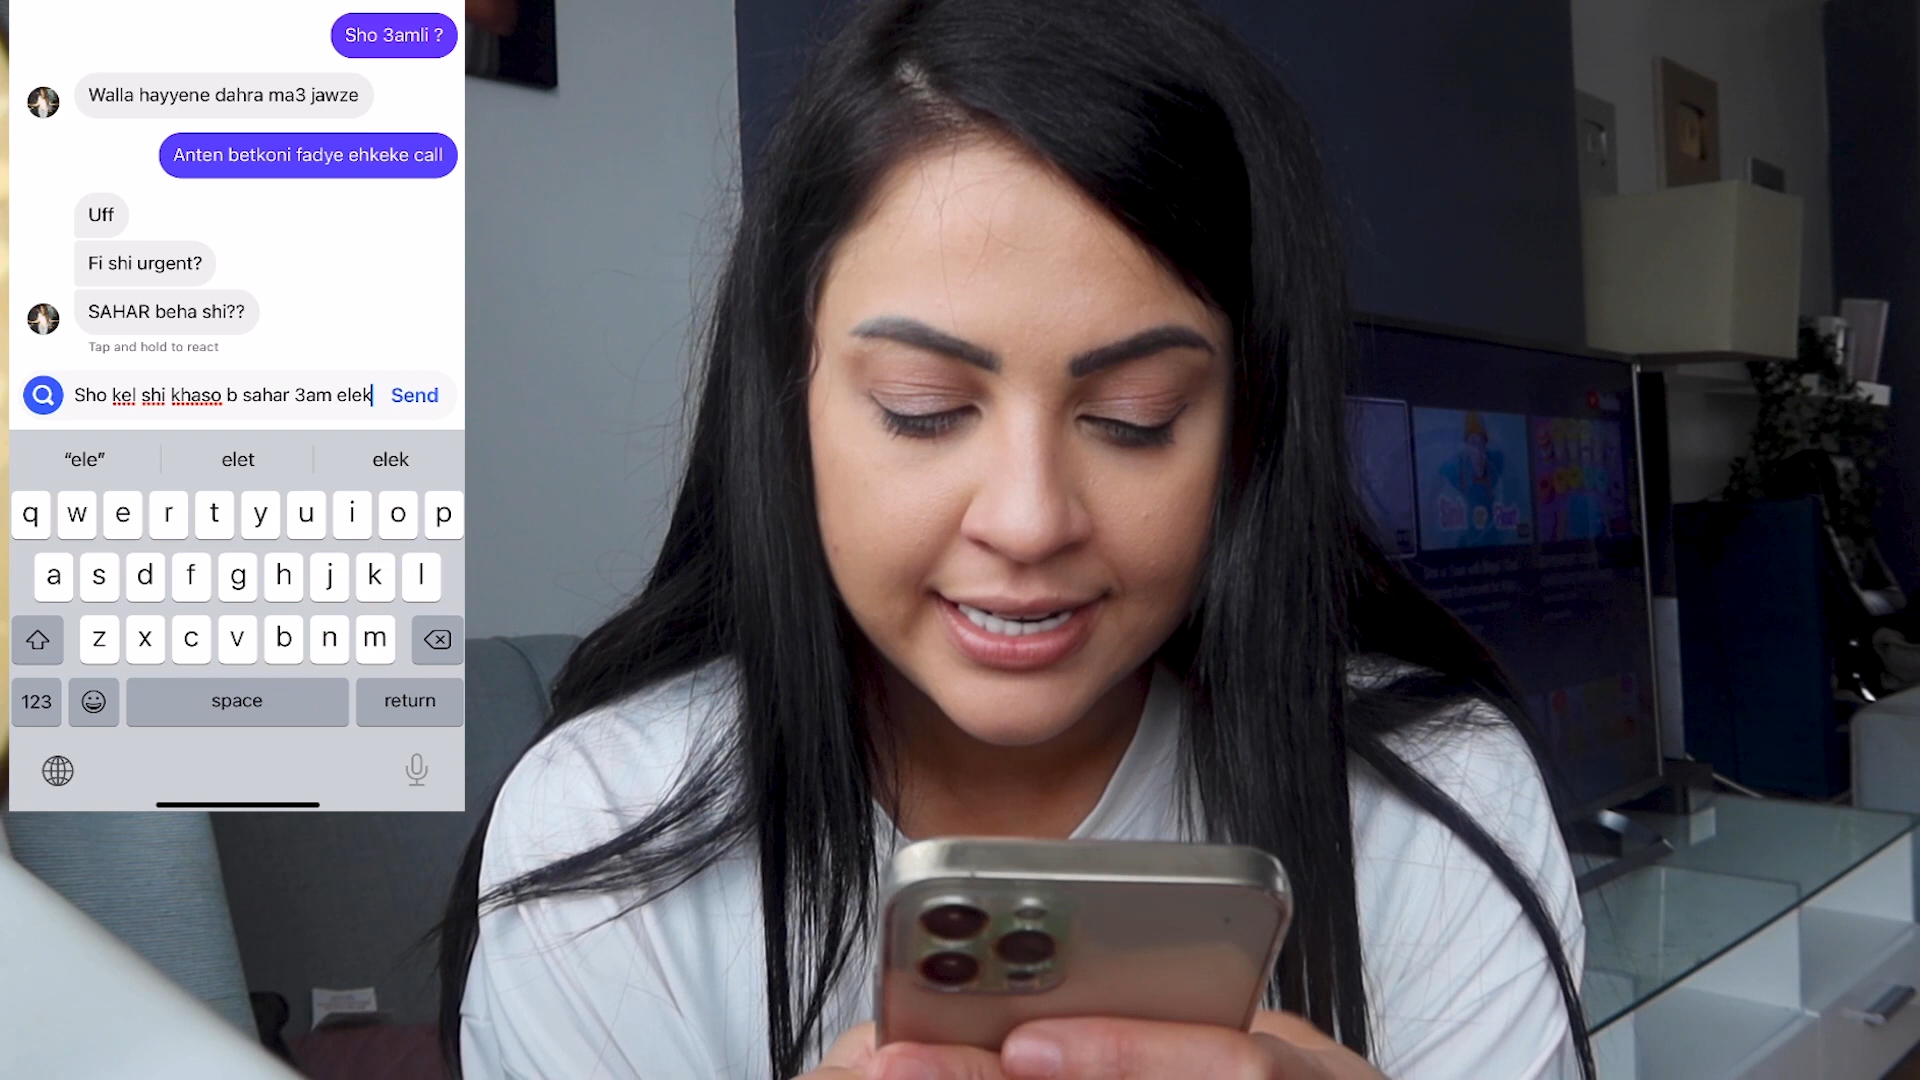 Sho 3amli ?
Walla hayyene dahra ma3 jawze
Anten betkoni fadye ehkeke call
Uff
Fi shi urgent?
SAHAR beha shi??
Tap and hold to react
Sho kel shi khaso b sahar 3am elek Send
“ele” elet elek
q w e r t y u i o p
a s d f g h j k l
z x c v b n m
123 space return